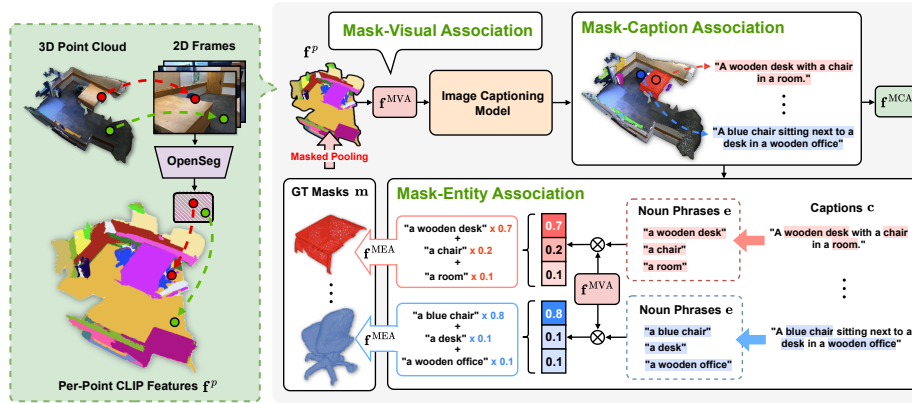 3D Point Cloud
2D Frames
OpenSeg
Per-Point CLIP Features f^p
f^p
Mask-Visual Association
Masked Pooling
f^MVA
Image Captioning
Model
Mask-Caption Association
"A wooden desk with a chair
in a room."
"A blue chair sitting next to a
desk in a wooden office"
f^MCA
GT Masks m
Mask-Entity Association
f^MEA
"a wooden desk" x 0.7
+
"a chair" x 0.2
+
"a room" x 0.1
0.7
0.2
0.1
Noun Phrases e
"a wooden desk"
"a chair"
"a room"
Captions c
"A wooden desk with a chair
in a room."
f^MVA
f^MEA
"a blue chair" x 0.8
+
"a desk" x 0.1
+
"a wooden office" x 0.1
0.8
0.1
0.1
Noun Phrases e
"a blue chair"
"a desk"
"a wooden office"
"A blue chair sitting next to a
desk in a wooden office"